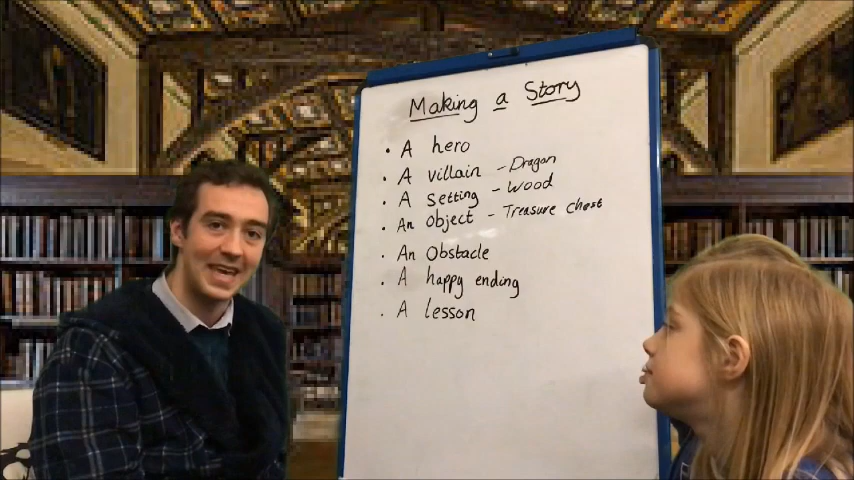 Making a Story
• A hero
• A villain - Dragon
• A setting - Wood
• An object - Treasure chest
• An Obstacle
• A happy ending
• A lesson